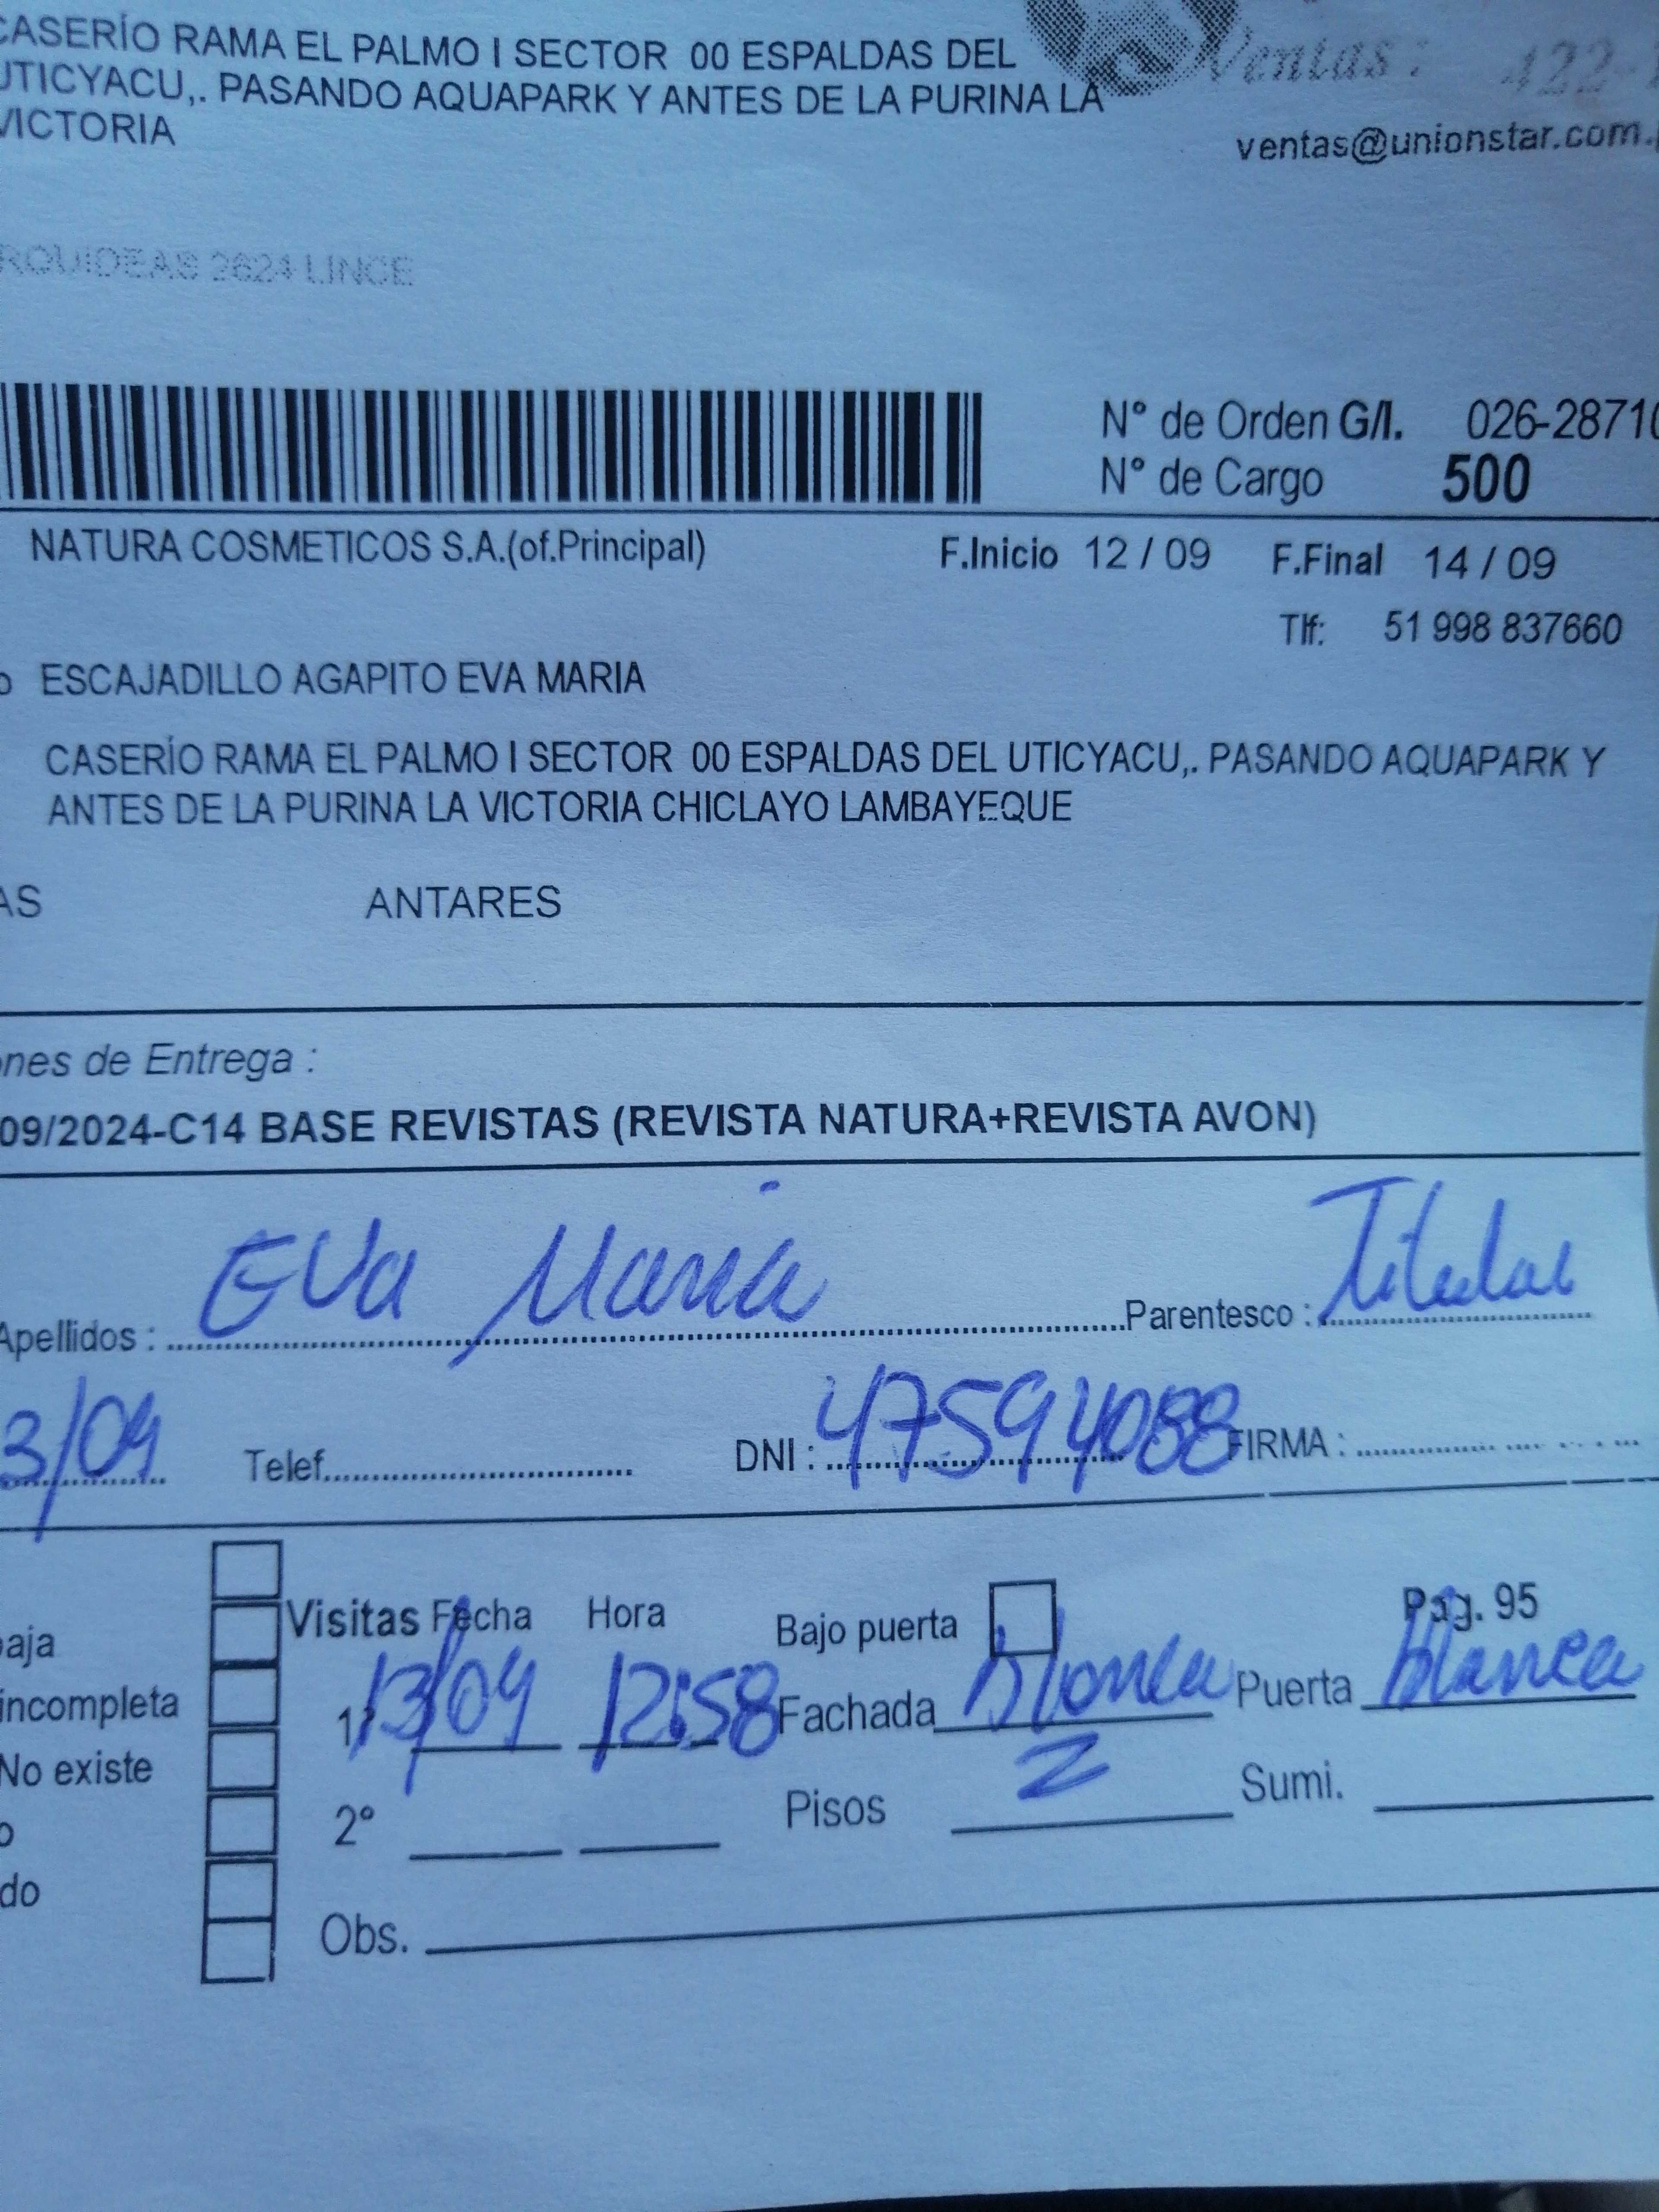 CASERÍO RAMA EL PALMO I SECTOR 00 ESPALDAS DEL
UTICYACU,. PASANDO AQUAPARK Y ANTES DE LA PURINA LA
VICTORIA
Ventas: 422-
ventas@unionstar.com.
RQUIDEAS 2624 LINCE
N° de Orden G/I. 026-28710
N° de Cargo 500
NATURA COSMETICOS S.A.(of.Principal) F.Inicio 12 / 09 F.Final 14 / 09
Tlf: 51 998 837660
o ESCAJADILLO AGAPITO EVA MARIA
CASERÍO RAMA EL PALMO I SECTOR 00 ESPALDAS DEL UTICYACU,. PASANDO AQUAPARK Y
ANTES DE LA PURINA LA VICTORIA CHICLAYO LAMBAYEQUE
AS ANTARES
ones de Entrega :
09/2024-C14 BASE REVISTAS (REVISTA NATURA+REVISTA AVON)
Apellidos : Eva Maria Parentesco : Titular
3/09 Telef. DNI : 47594088 FIRMA :
Visitas Fecha Hora Bajo puerta Pag. 95
aja
incompleta 1° 13/09 12:58 Fachada blanca Puerta blanca
No existe
o 2° Pisos 2 Sumi.
do
Obs.